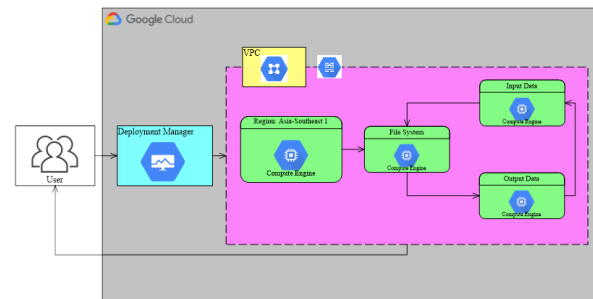 Google Cloud
VPC
Input Data
Compute Engine
Deployment Manager
Region: Asia-Southeast 1
Compute Engine
File System
Compute Engine
User
Output Data
Compute Engine